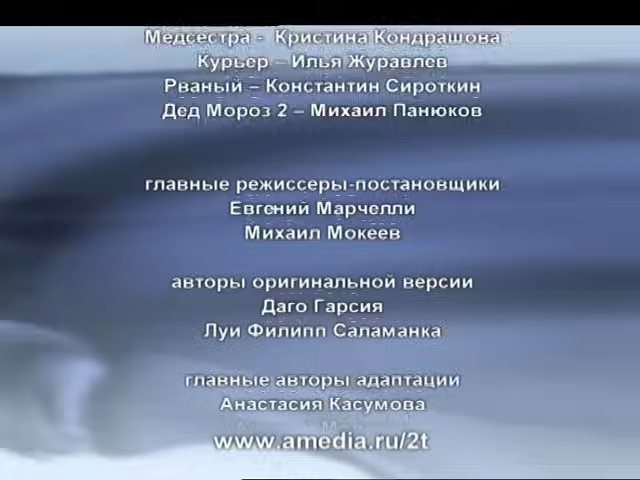 Медсестра - Кристина Кондрашова
Курьер – Илья Журавлев
Рваный – Константин Сироткин
Дед Мороз 2 – Михаил Панюков
главные режиссеры-постановщики
Евгений Марчелли
Михаил Мокеев
авторы оригинальной версии
Даго Гарсия
Луи Филипп Саламанка
главные авторы адаптации
Анастасия Касумова
www.amedia.ru/2t